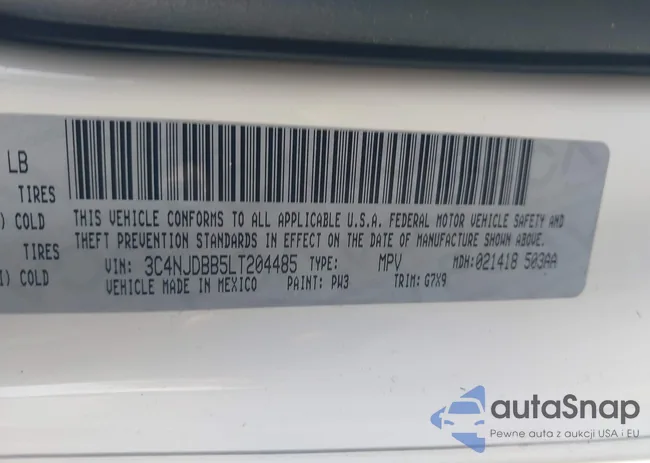 LB
TIRES
) COLD
TIRES
I) COLD
THIS VEHICLE CONFORMS TO ALL APPLICABLE U.S.A. FEDERAL MOTOR VEHICLE SAFETY AND
THEFT PREVENTION STANDARDS IN EFFECT ON THE DATE OF MANUFACTURE SHOWN ABOVE.
VIN: 3C4NJDBB5LT204485 TYPE: MPV MDH:021418 503AA
VEHICLE MADE IN MEXICO PAINT: PW3 TRIM: G7X9
autaSnap
Pewne auta z aukcji USA i EU